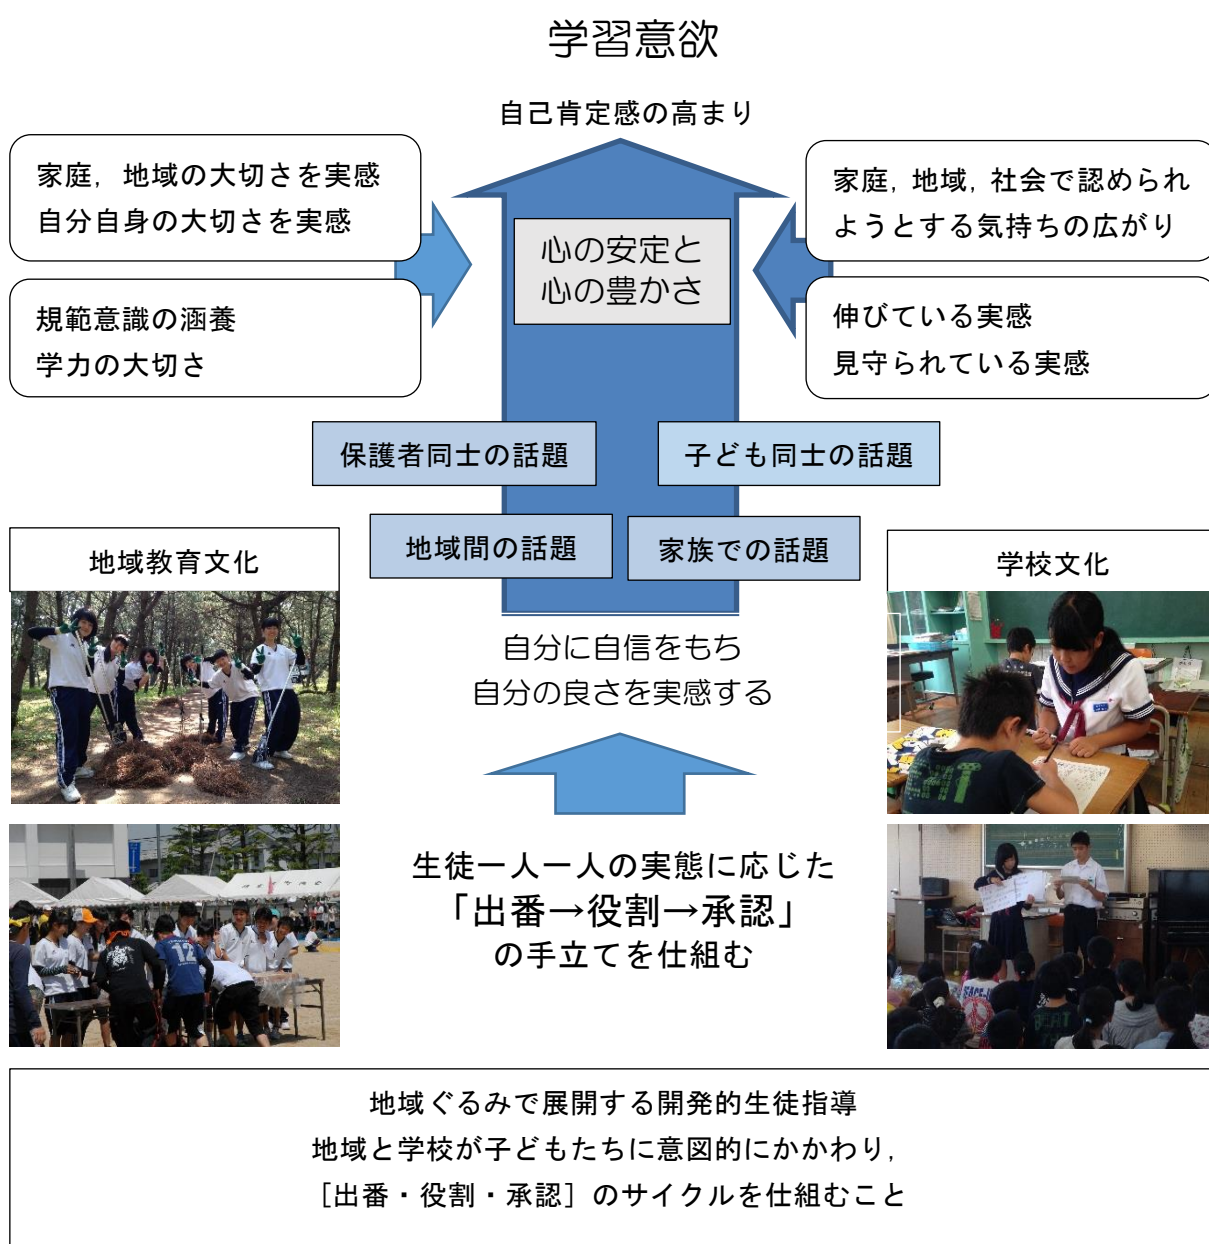 学習意欲
自己肯定感の高まり
家庭，地域の大切さを実感
自分自身の大切さを実感
家庭，地域，社会で認められ
ようとする気持ちの広がり
心の安定と
心の豊かさ
規範意識の涵養
学力の大切さ
伸びている実感
見守られている実感
保護者同士の話題
子ども同士の話題
地域間の話題
家族での話題
地域教育文化
学校文化
自分に自信をもち
自分の良さを実感する
生徒一人一人の実態に応じた
「出番→役割→承認」
の手立てを仕組む
12
地域ぐるみで展開する開発的生徒指導
地域と学校が子どもたちに意図的にかかわり，
［出番・役割・承認］のサイクルを仕組むこと